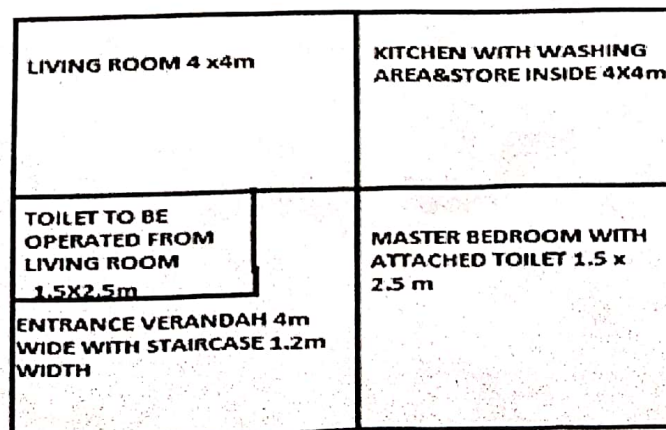 LIVING ROOM 4 x4m
KITCHEN WITH WASHING
AREA&STORE INSIDE 4X4m
TOILET TO BE
OPERATED FROM
LIVING ROOM
1.5X2.5m
MASTER BEDROOM WITH
ATTACHED TOILET 1.5 x
2.5 m
ENTRANCE VERANDAH 4m
WIDE WITH STAIRCASE 1.2m
WIDTH